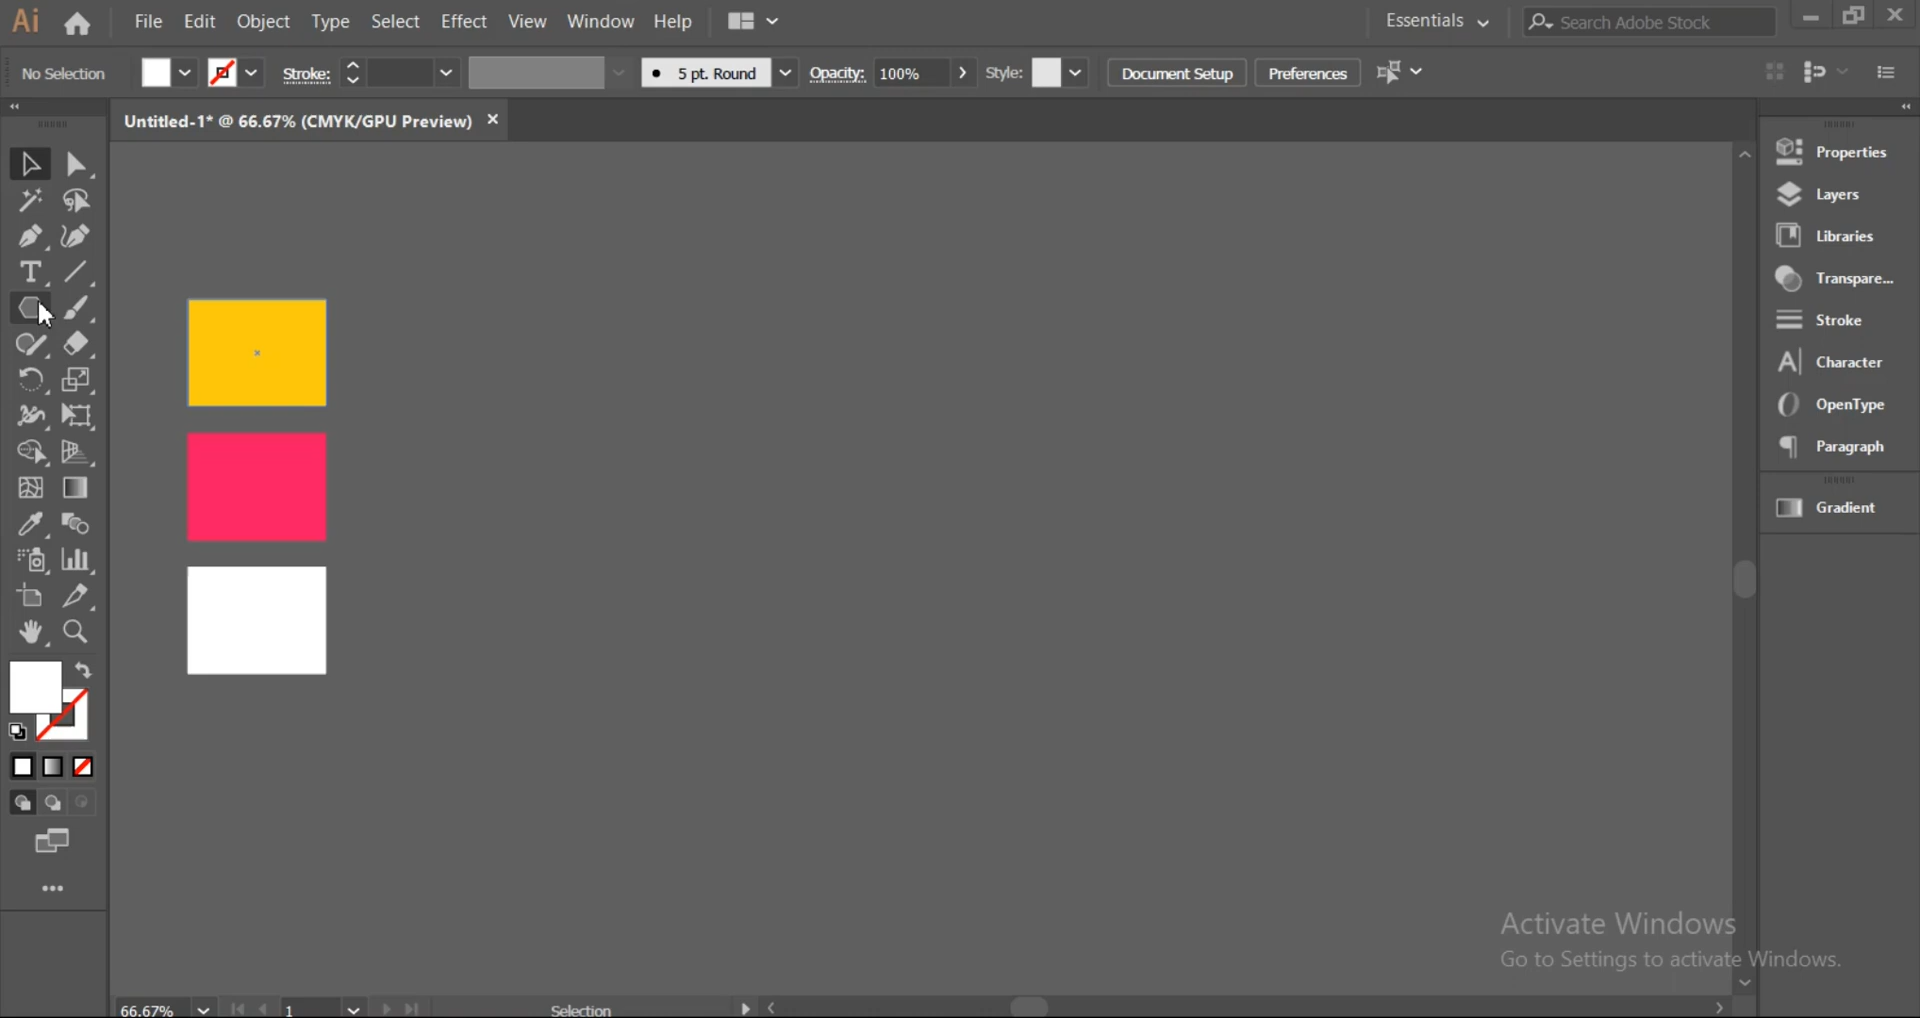 Ai File Edit Object Type Select Effect View Window Help Essentials Search Adobe Stock
No Selection Stroke: 5 pt. Round Opacity: 100% Style: Document Setup Preferences
Untitled-1* @ 66.67% (CMYK/GPU Preview)
Properties
Layers
Libraries
Transpare...
Stroke
Character
OpenType
Paragraph
Gradient
Activate Windows
Go to Settings to activate Windows.
66.67% 1 Selection